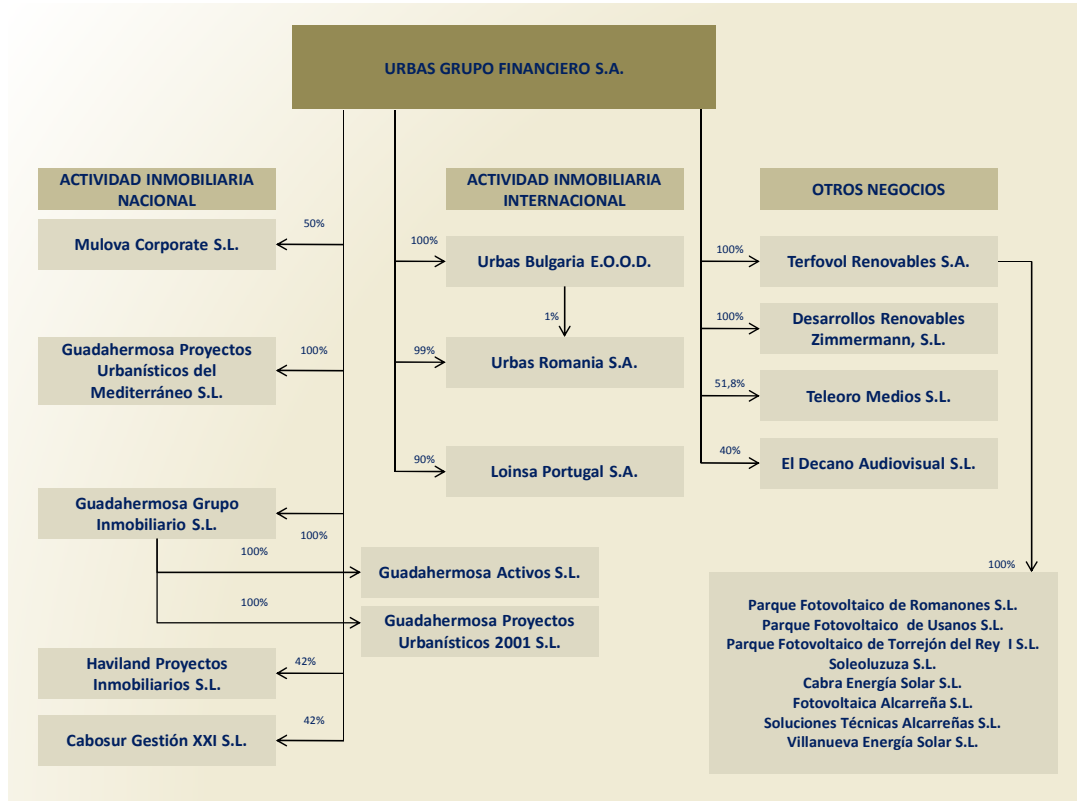 URBAS GRUPO FINANCIERO S.A.
ACTIVIDAD INMOBILIARIA
NACIONAL
50%
Mulova Corporate S.L.
100%
Guadahermosa Proyectos
Urbanísticos del
Mediterráneo S.L.
Guadahermosa Grupo
Inmobiliario S.L.
100%
100%
Guadahermosa Activos S.L.
100%
Guadahermosa Proyectos
Urbanísticos 2001 S.L.
42%
Haviland Proyectos
Inmobiliarios S.L.
42%
Cabosur Gestión XXI S.L.
ACTIVIDAD INMOBILIARIA
INTERNACIONAL
100%
Urbas Bulgaria E.O.O.D.
1%
99%
Urbas Romania S.A.
90%
Loinsa Portugal S.A.
OTROS NEGOCIOS
100%
Terfovol Renovables S.A.
100%
Desarrollos Renovables
Zimmermann, S.L.
51,8%
Teleoro Medios S.L.
40%
El Decano Audiovisual S.L.
100%
Parque Fotovoltaico de Romanones S.L.
Parque Fotovoltaico de Usanos S.L.
Parque Fotovoltaico de Torrejón del Rey I S.L.
Soleoluzuza S.L.
Cabra Energía Solar S.L.
Fotovoltaica Alcarreña S.L.
Soluciones Técnicas Alcarreñas S.L.
Villanueva Energía Solar S.L.